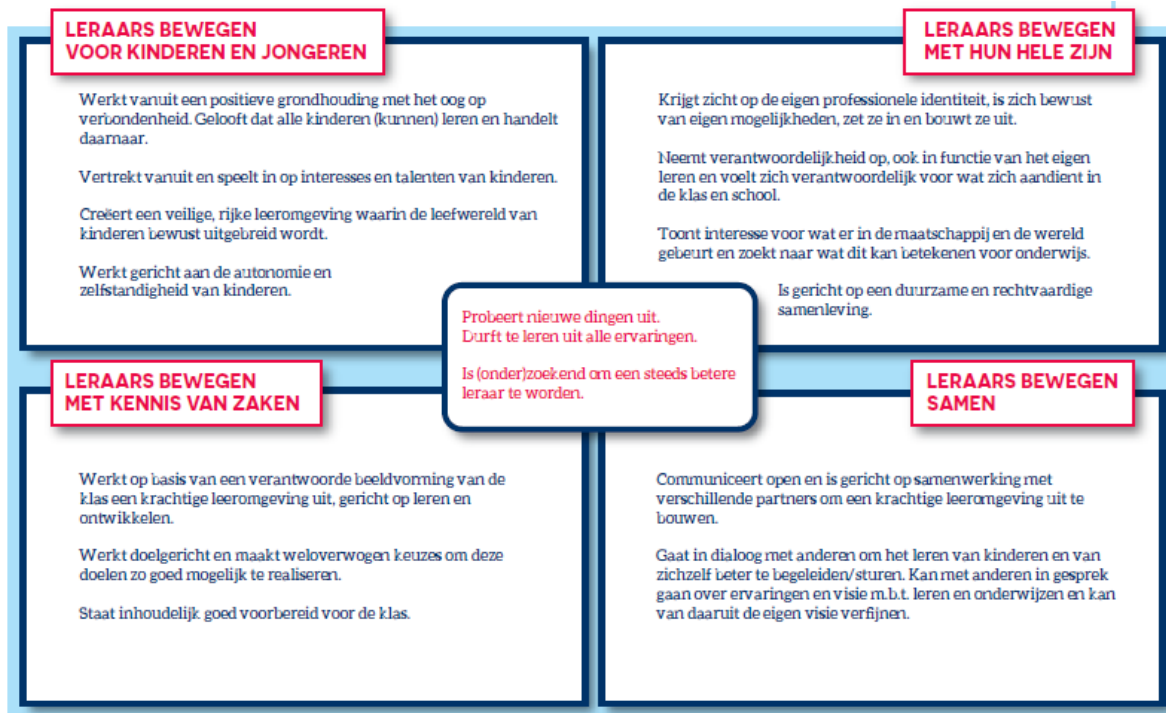 LERAARS BEWEGEN
VOOR KINDEREN EN JONGEREN
Werkt vanuit een positieve grondhouding met het oog op
verbondenheid. Gelooft dat alle kinderen (kunnen) leren en handelt
daarnaar.
Vertrekt vanuit en speelt in op interesses en talenten van kinderen.
Creëert een veilige, rijke leeromgeving waarin de leefwereld van
kinderen bewust uitgebreid wordt.
Werkt gericht aan de autonomie en
zelfstandigheid van kinderen.
LERAARS BEWEGEN
MET HUN HELE ZIJN
Krijgt zicht op de eigen professionele identiteit, is zich bewust
van eigen mogelijkheden, zet ze in en bouwt ze uit.
Neemt verantwoordelijkheid op, ook in functie van het eigen
leren en voelt zich verantwoordelijk voor wat zich aandient in
de klas en school.
Toont interesse voor wat er in de maatschappij en de wereld
gebeurt en zoekt naar wat dit kan betekenen voor onderwijs.
Is gericht op een duurzame en rechtvaardige
samenleving.
Probeert nieuwe dingen uit.
Durft te leren uit alle ervaringen.
Is (onder)zoekend om een steeds betere
leraar te worden.
LERAARS BEWEGEN
MET KENNIS VAN ZAKEN
Werkt op basis van een verantwoorde beeldvorming van de
klas een krachtige leeromgeving uit, gericht op leren en
ontwikkelen.
Werkt doelgericht en maakt weloverwogen keuzes om deze
doelen zo goed mogelijk te realiseren.
Staat inhoudelijk goed voorbereid voor de klas.
LERAARS BEWEGEN
SAMEN
Communiceert open en is gericht op samenwerking met
verschillende partners om een krachtige leeromgeving uit te
bouwen.
Gaat in dialoog met anderen om het leren van kinderen en van
zichzelf beter te begeleiden/sturen. Kan met anderen in gesprek
gaan over ervaringen en visie m.b.t. leren en onderwijzen en kan
van daaruit de eigen visie verfijnen.